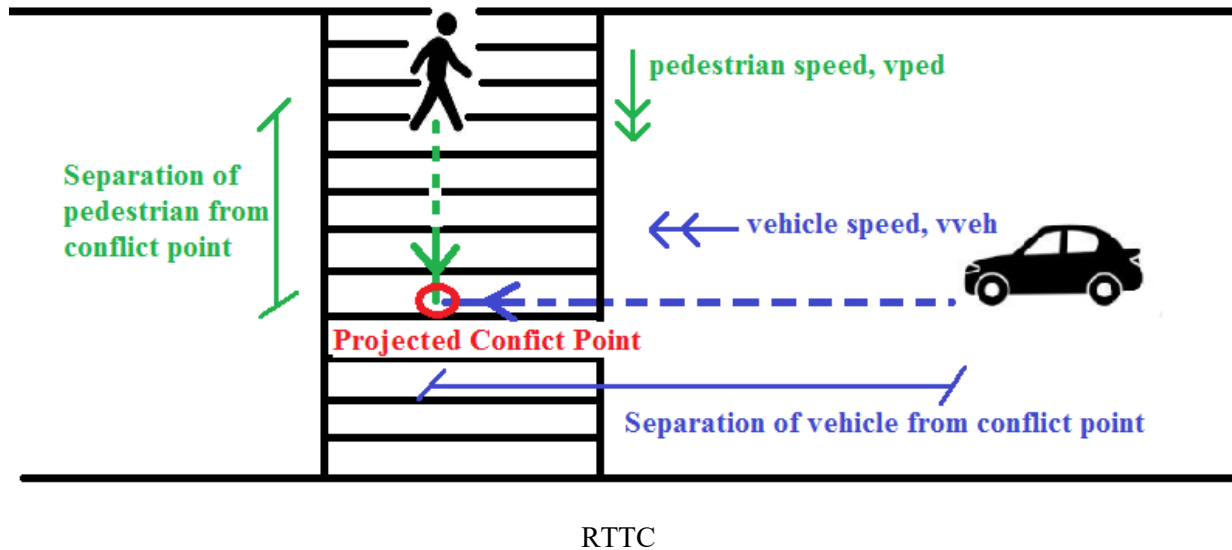 pedestrian speed, vped
Separation of
pedestrian from
conflict point
vehicle speed, vveh
Projected Confict Point
Separation of vehicle from conflict point
RTTC